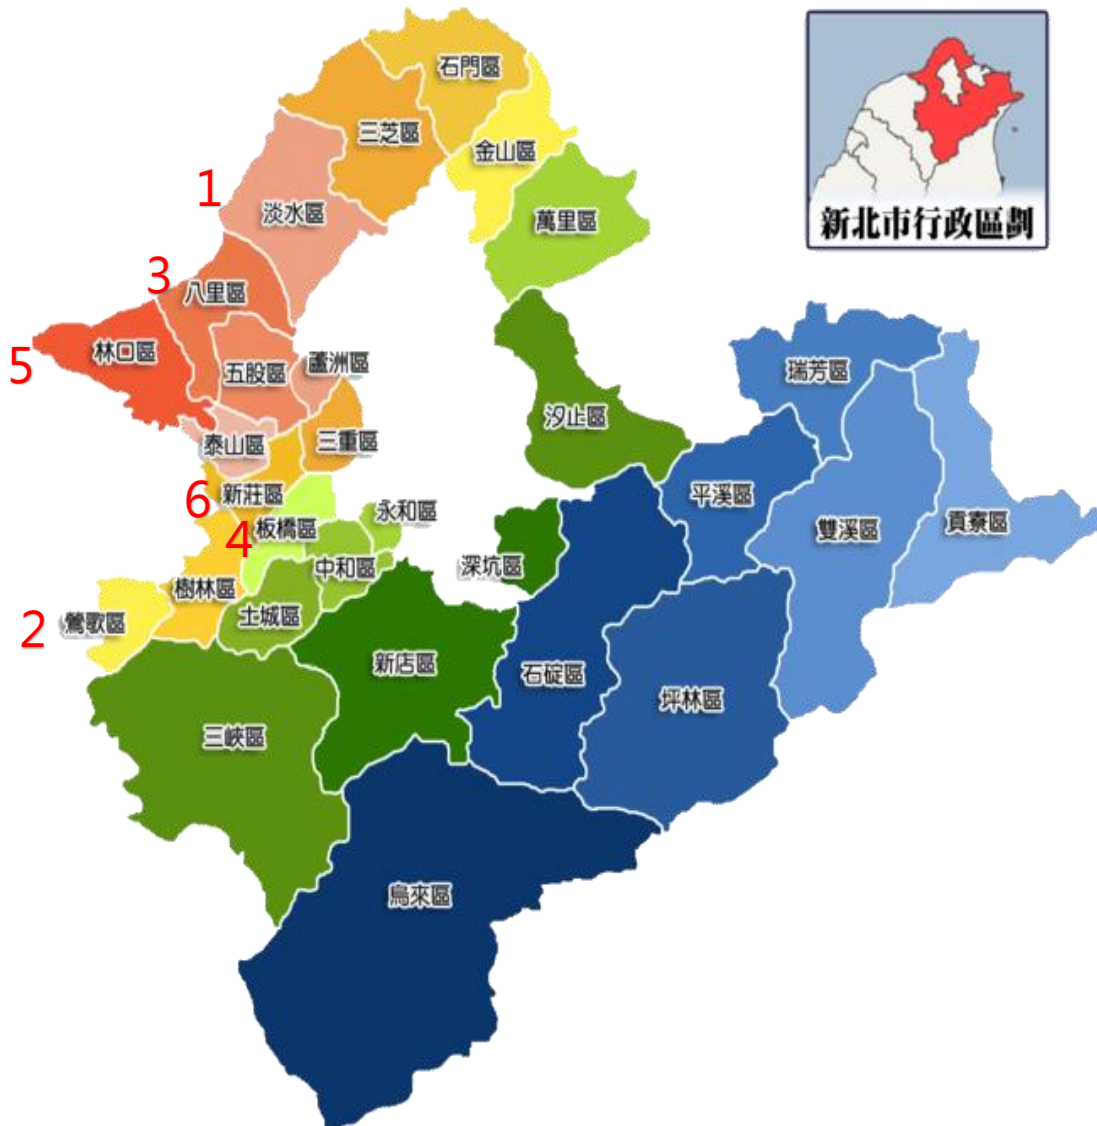 石門區
三芝區
金山區
1
淡水區
萬里區
新北市行政區劃
3
八里區
5
林口區
五股區
蘆洲區
瑞芳區
汐止區
泰山區
三重區
6
新莊區
平溪區
永和區
4
板橋區
雙溪區
貢寮區
中和區
深坑區
樹林區
土城區
2
鶯歌區
新店區
石碇區
坪林區
三峽區
烏來區